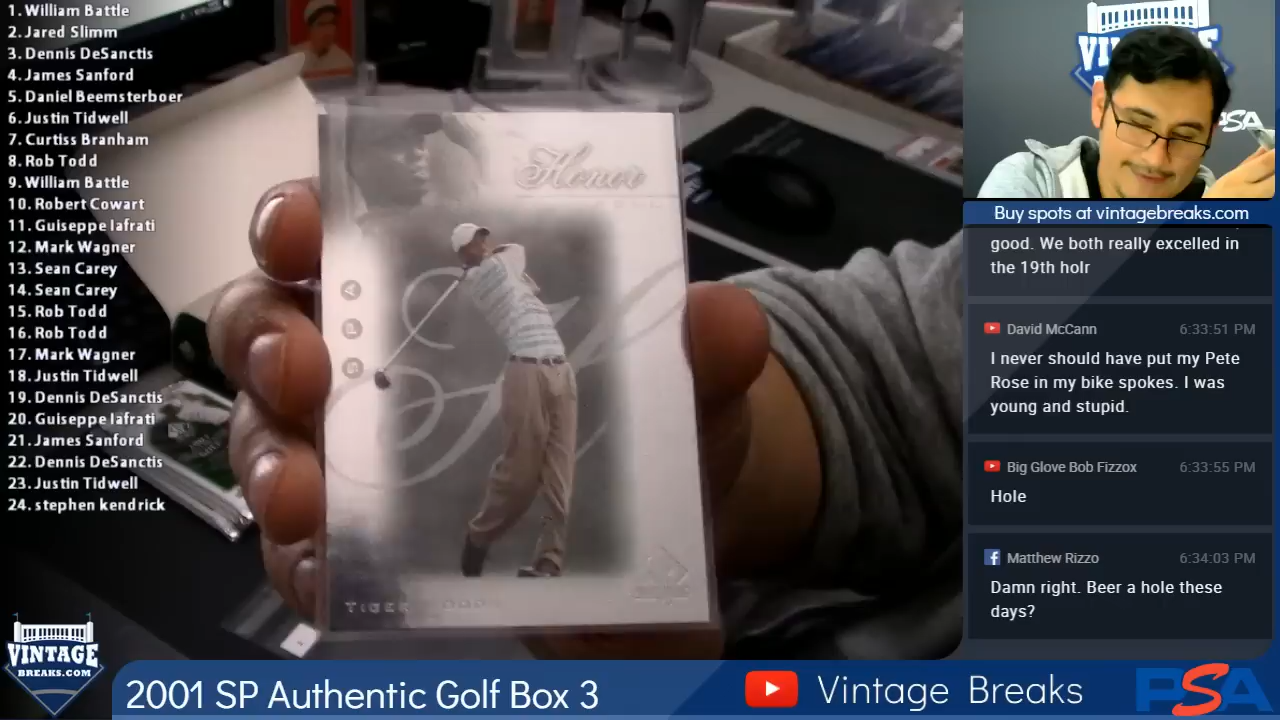 1. William Battle
2. Jared Slimm
3. Dennis DeSanctis
4. James Sanford
5. Daniel Beemsterboer
6. Justin Tidwell
7. Curtiss Branham
8. Rob Todd
9. William Battle
10. Robert Cowart
11. Guiseppe Iafrati
12. Mark Wagner
13. Sean Carey
14. Sean Carey
15. Rob Todd
16. Rob Todd
17. Mark Wagner
18. Justin Tidwell
19. Dennis DeSanctis
20. Guiseppe Iafrati
21. James Sanford
22. Dennis DeSanctis
23. Justin Tidwell
24. stephen kendrick
Honor
S P A
TIGER WOODS
VINTAGE
PSA
Buy spots at vintagebreaks.com
good. We both really excelled in
the 19th holr
David McCann 6:33:51 PM
I never should have put my Pete
Rose in my bike spokes. I was
young and stupid.
Big Glove Bob Fizzox 6:33:55 PM
Hole
Matthew Rizzo 6:34:03 PM
Damn right. Beer a hole these
days?
VINTAGE
BREAKS.COM
2001 SP Authentic Golf Box 3
Vintage Breaks
PSA